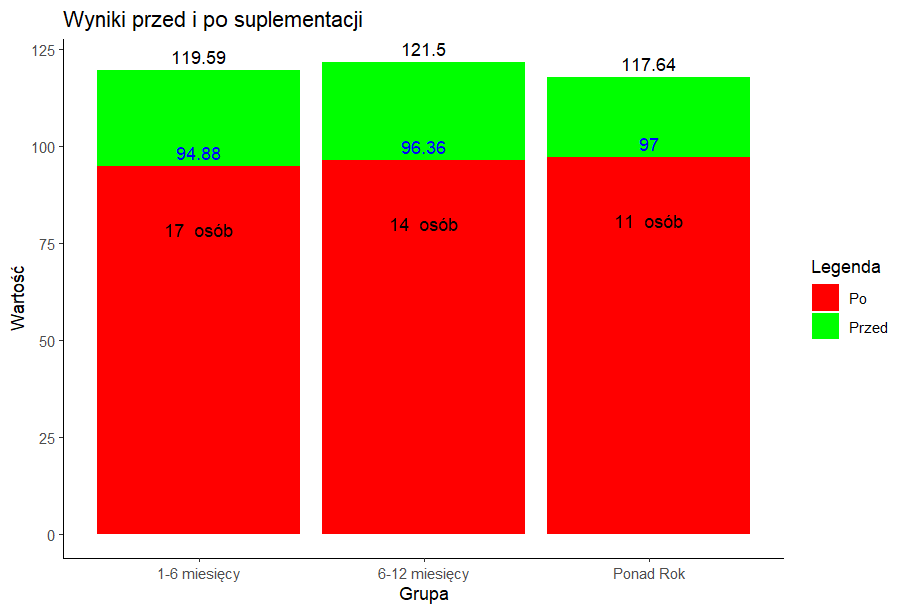 Wyniki przed i po suplementacji
Wartość
125
100
75
50
25
0
119.59
121.5
117.64
94.88
96.36
97
17 osób
14 osób
11 osób
1-6 miesięcy
6-12 miesięcy
Ponad Rok
Grupa
Legenda
Po
Przed